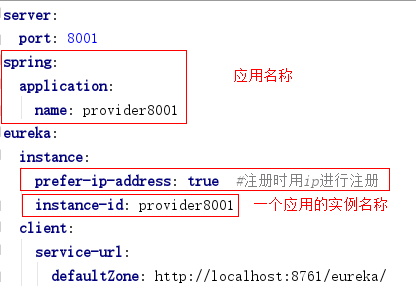 server:
port: 8001
spring:
应用名称
application:
name: provider8001
eureka:
instance:
prefer-ip-address: true #注册时用ip进行注册
instance-id: provider8001 一个应用的实例名称
client:
service-url:
defaultZone: http://localhost:8761/eureka/